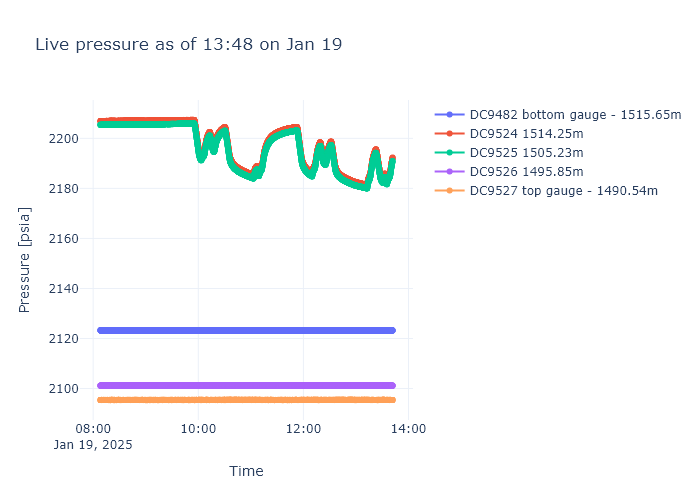 Live pressure as of 13:48 on Jan 19
DC9482 bottom gauge - 1515.65m
DC9524 1514.25m
DC9525 1505.23m
DC9526 1495.85m
DC9527 top gauge - 1490.54m
Pressure [psia]
2200
2180
2160
2140
2120
2100
08:00
10:00
12:00
14:00
Jan 19, 2025
Time